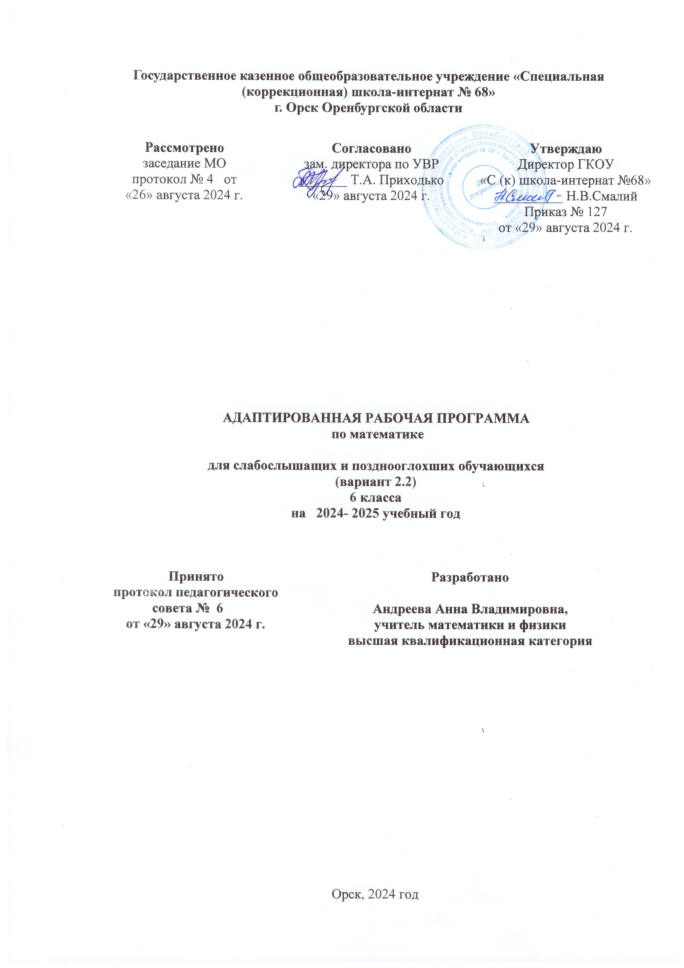 Государственное казенное общеобразовательное учреждение «Специальная
(коррекционная) школа-интернат № 68»
г. Орск Оренбургской области
Рассмотрено
заседание МО
протокол № 4 от
«26» августа 2024 г.
Согласовано
зам. директора по УВР
Т.А. Приходько
«29» августа 2024 г.
Утверждаю
Директор ГКОУ
«С (к) школа-интернат №68»
Н.В.Смалий
Приказ № 127
от «29» августа 2024 г.
АДАПТИРОВАННАЯ РАБОЧАЯ ПРОГРАММА
по математике
для слабослышащих и позднооглохших обучающихся
(вариант 2.2)
6 класса
на 2024- 2025 учебный год
Принято
протокол педагогического
совета № 6
от «29» августа 2024 г.
Разработано
Андреева Анна Владимировна,
учитель математики и физики
высшая квалификационная категория
Орск, 2024 год